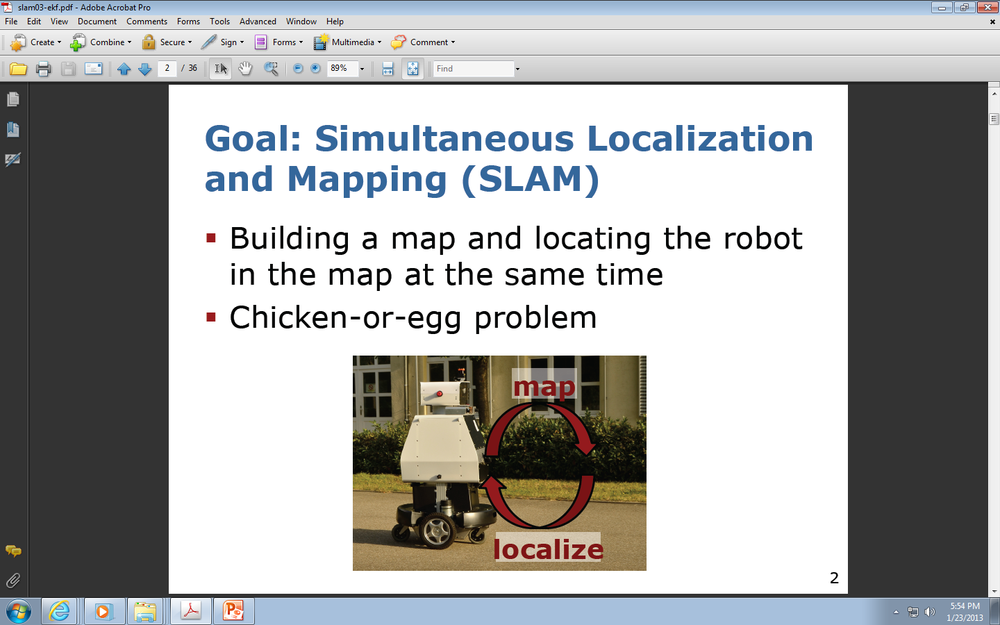 slam03-ekf.pdf - Adobe Acrobat Pro
File Edit View Document Comments Forms Tools Advanced Window Help
Create Combine Secure Sign Forms Multimedia Comment
2 / 36 89% Find
Goal: Simultaneous Localization
and Mapping (SLAM)
Building a map and locating the robot
in the map at the same time
Chicken-or-egg problem
map
localize
2
5:54 PM
1/23/2013